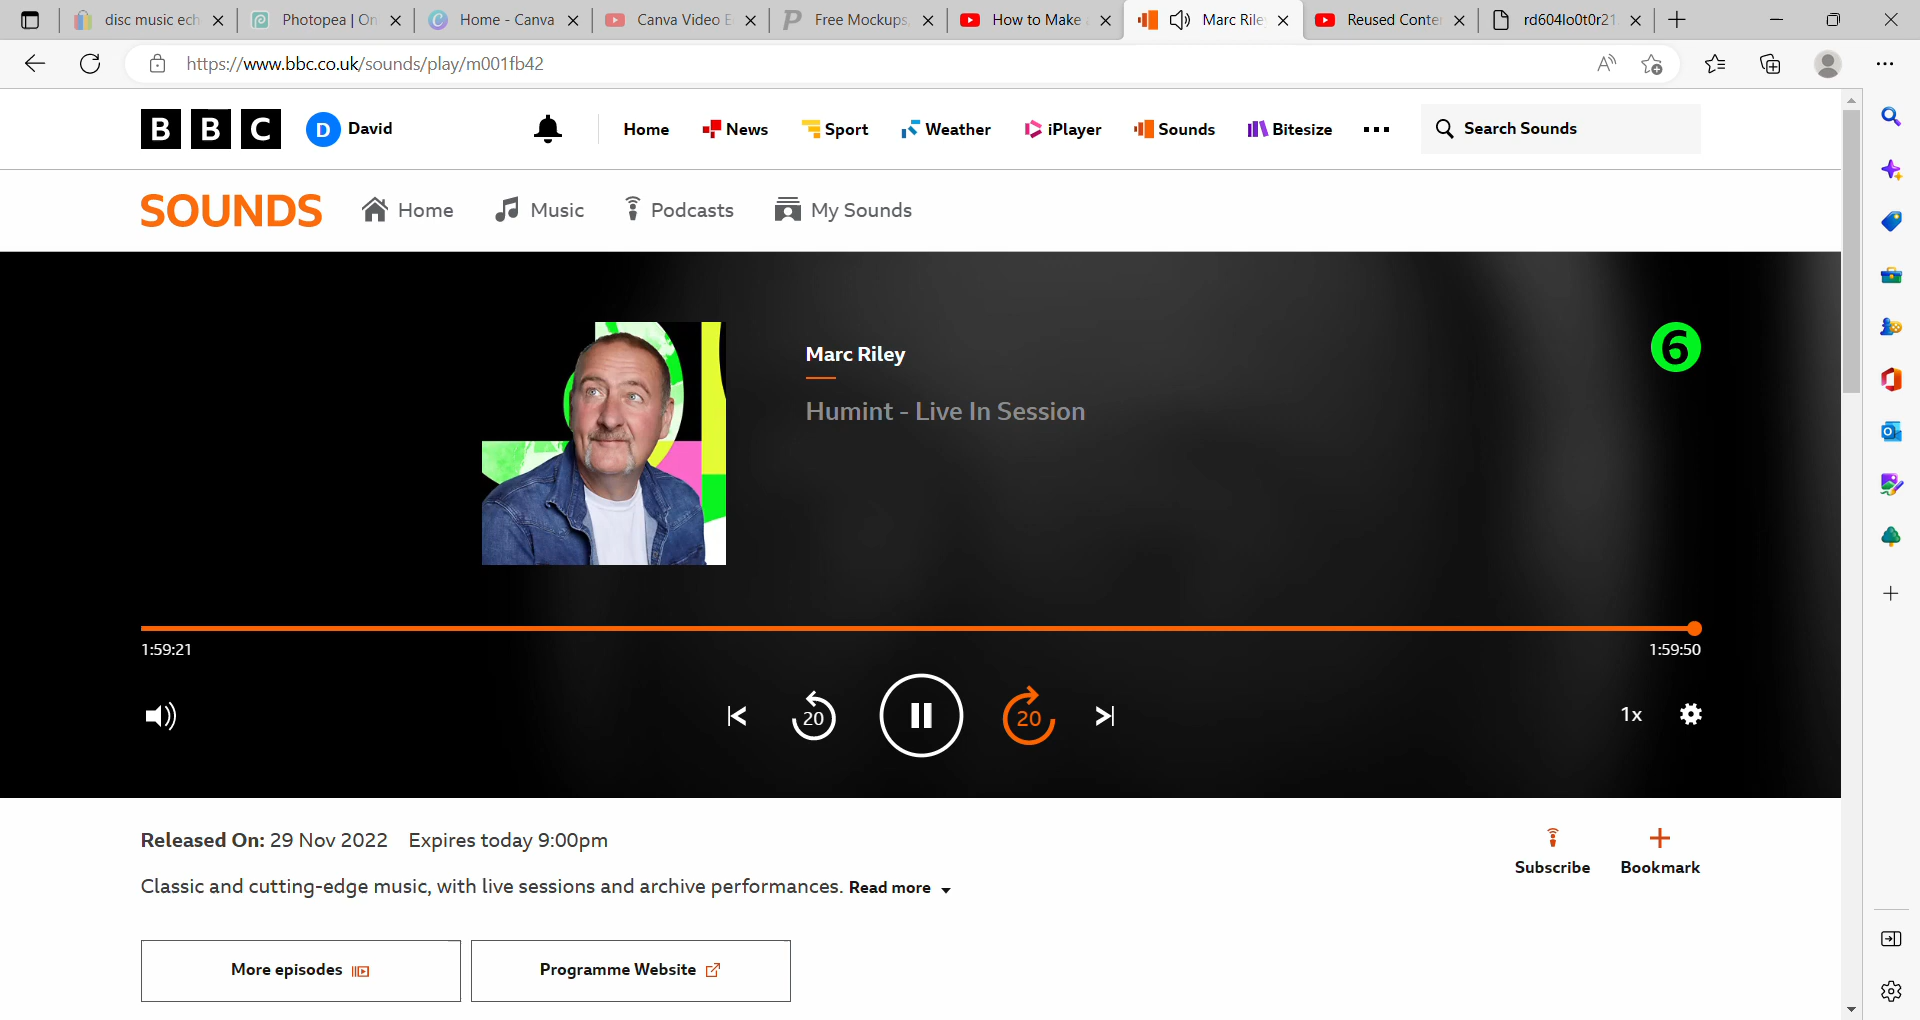 disc music ech
Photopea | On
Home - Canva
Canva Video E
Free Mockups,
How to Make
Marc Rile
Reused Conten
rd604lo0t0r21
https://www.bbc.co.uk/sounds/play/m001fb42
BBC
D David
Home
News
Sport
Weather
iPlayer
Sounds
Bitesize
Search Sounds
SOUNDS
Home
Music
Podcasts
My Sounds
Marc Riley
6
Humint - Live In Session
1:59:21
1:59:50
20
20
1x
Released On: 29 Nov 2022 Expires today 9:00pm
Subscribe
Bookmark
Classic and cutting-edge music, with live sessions and archive performances. Read more
More episodes
Programme Website